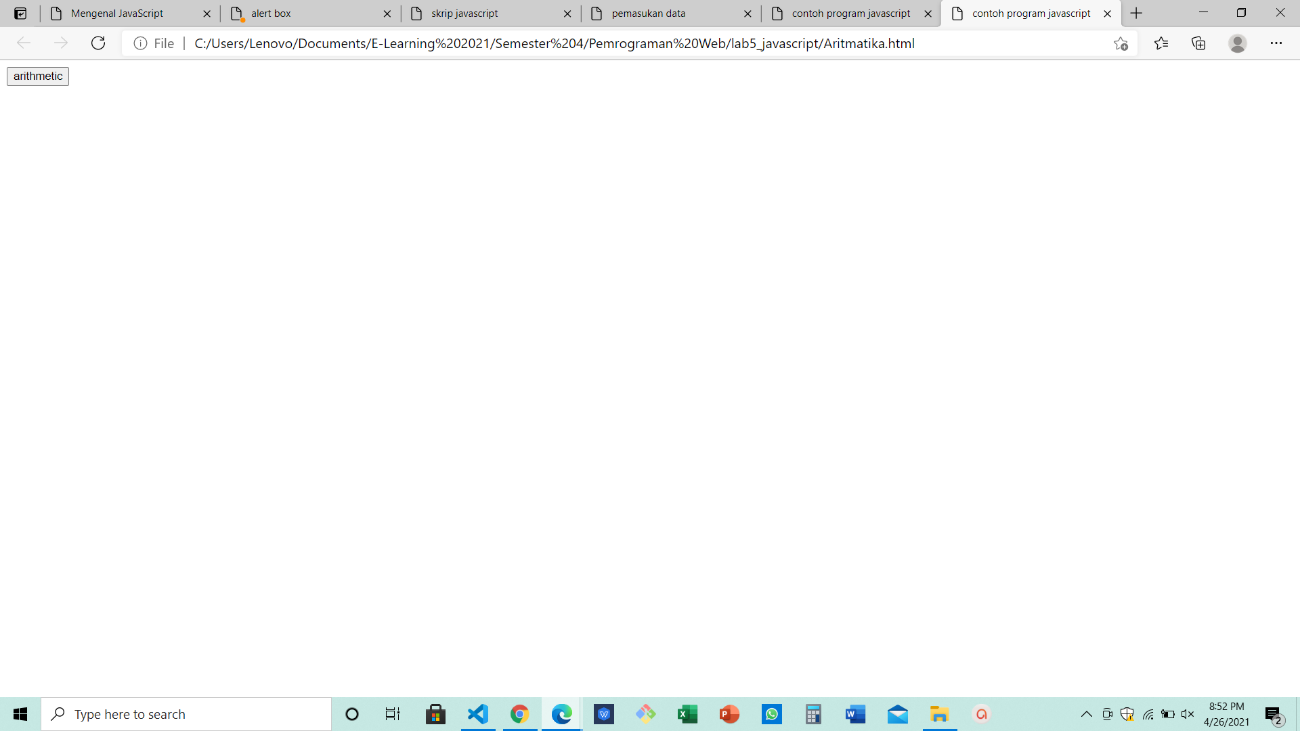 Mengenal JavaScript
alert box
skrip javascript
pemasukan data
contoh program javascript
contoh program javascript
File | C:/Users/Lenovo/Documents/E-Learning%202021/Semester%204/Pemrograman%20Web/lab5_javascript/Aritmatika.html
arithmetic
Type here to search
8:52 PM
4/26/2021
2